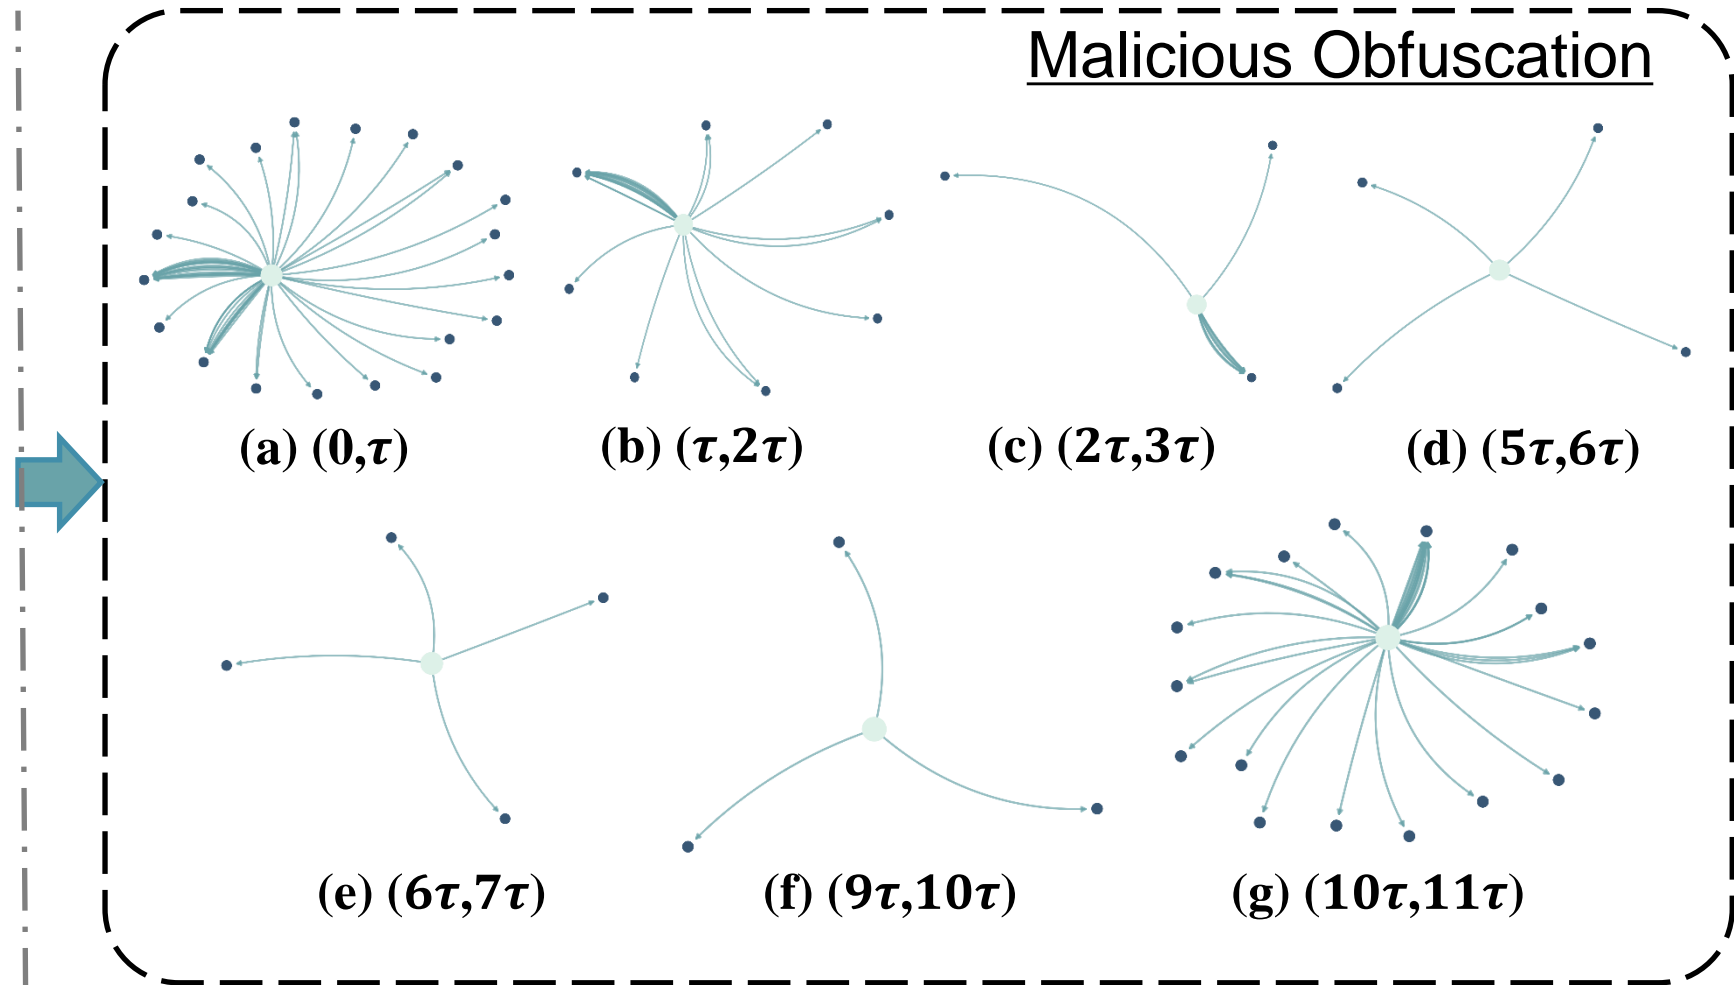 Malicious Obfuscation
(a) (0,τ)
(b) (τ,2τ)
(c) (2τ,3τ)
(d) (5τ,6τ)
(e) (6τ,7τ)
(f) (9τ,10τ)
(g) (10τ,11τ)